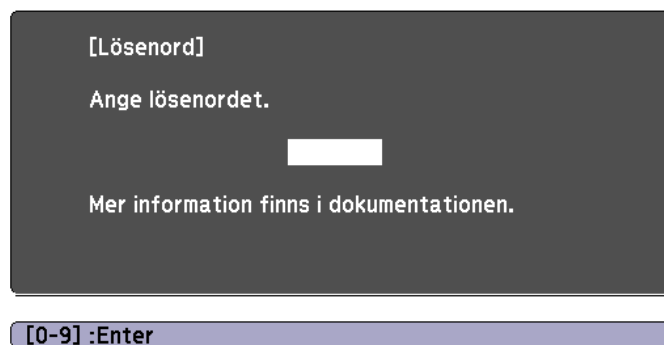 [Lösenord]
Ange lösenordet.
Mer information finns i dokumentationen.
[0-9] :Enter